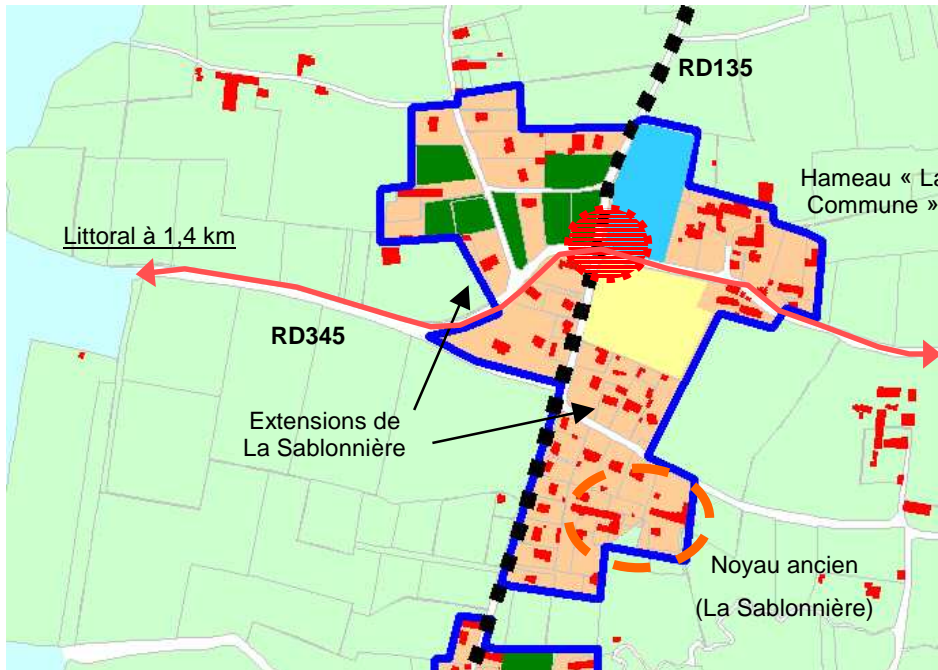 RD135
Hameau « La
Commune »
Littoral à 1,4 km
RD345
Extensions de
La Sablonnière
Noyau ancien
(La Sablonnière)